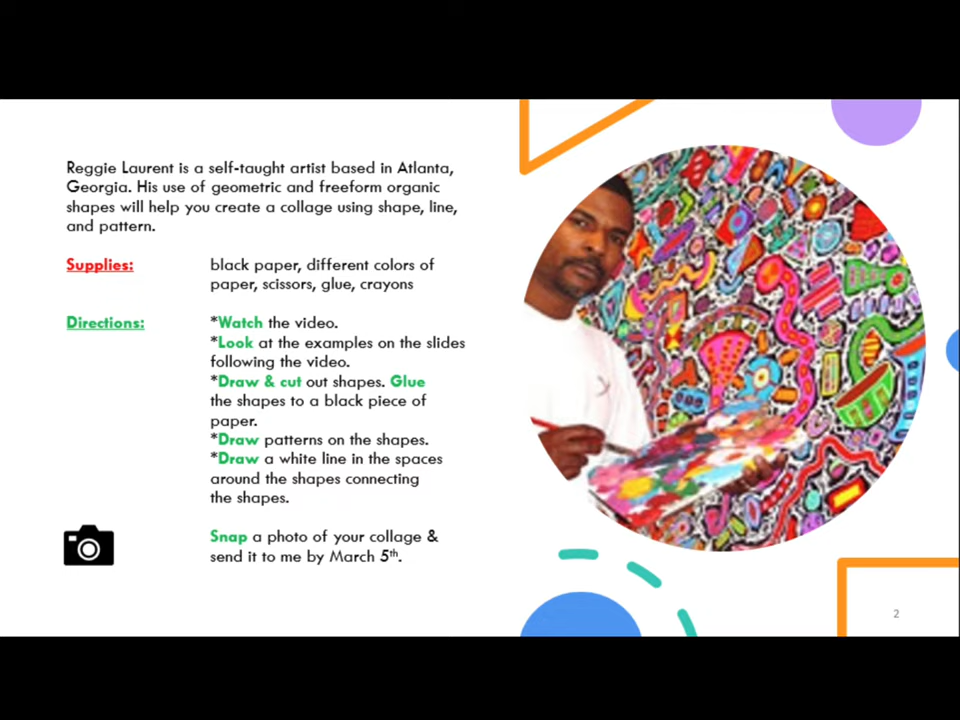 Reggie Laurent is a self-taught artist based in Atlanta,
Georgia. His use of geometric and freeform organic
shapes will help you create a collage using shape, line,
and pattern.
Supplies: black paper, different colors of
paper, scissors, glue, crayons
Directions: *Watch the video.
*Look at the examples on the slides
following the video.
*Draw & cut out shapes. Glue
the shapes to a black piece of
paper.
*Draw patterns on the shapes.
*Draw a white line in the spaces
around the shapes connecting
the shapes.
Snap a photo of your collage &
send it to me by March 5th.
2